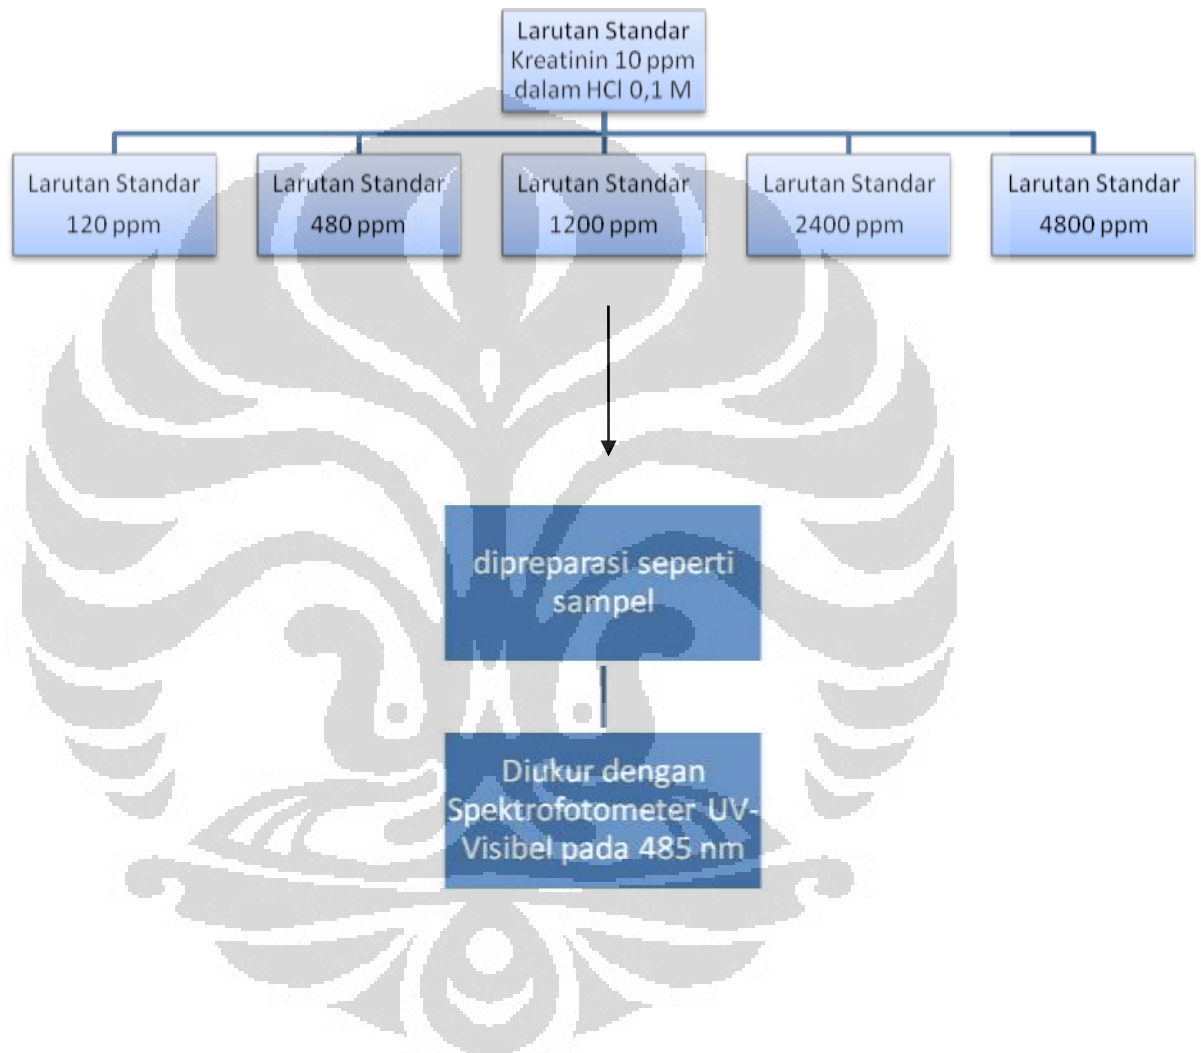 Larutan Standar
Kreatinin 10 ppm
dalam HCl 0,1 M
Larutan Standar
120 ppm
Larutan Standar
480 ppm
Larutan Standar
1200 ppm
Larutan Standar
2400 ppm
Larutan Standar
4800 ppm
dipreparasi seperti
sampel
Diukur dengan
Spektrofotometer UV-
Visibel pada 485 nm